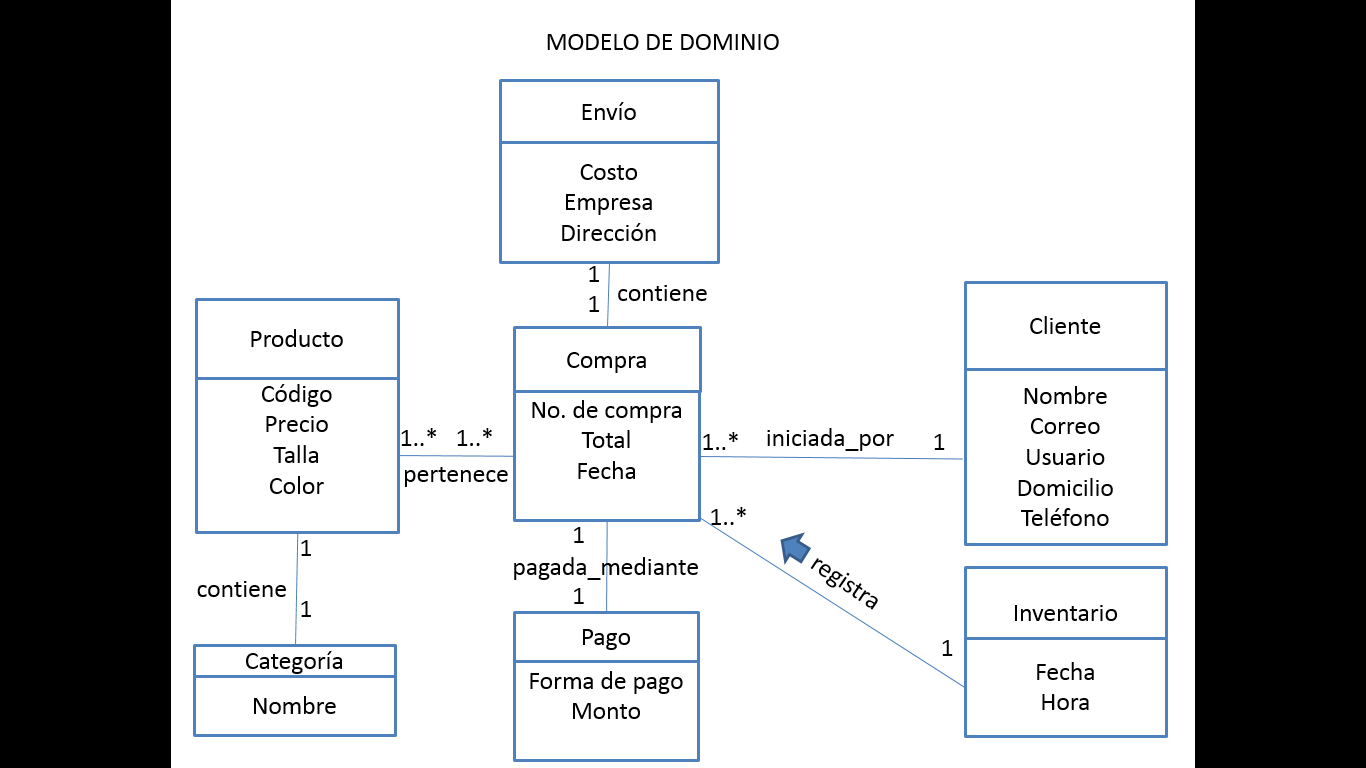 MODELO DE DOMINIO
Envío
Costo
Empresa
Dirección
1
contiene
1
Producto
Código
Precio
Talla
Color
1..* 1..*
pertenece
Compra
No. de compra
Total
Fecha
1..* iniciada_por 1
Cliente
Nombre
Correo
Usuario
Domicilio
Teléfono
1..*
registra
1
1
contiene
1
Categoría
Nombre
1
pagada_mediante
1
Pago
Forma de pago
Monto
Inventario
Fecha
Hora